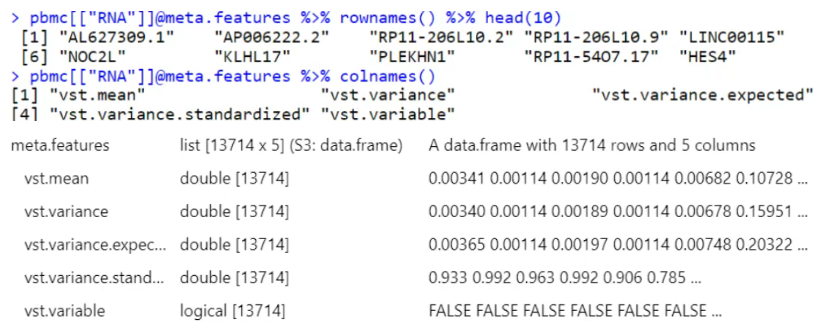 > pbmc[["RNA"]]@meta.features %>% rownames() %>% head(10)
[1] "AL627309.1" "AP006222.2" "RP11-206L10.2" "RP11-206L10.9" "LINC00115"
[6] "NOC2L" "KLHL17" "PLEKHN1" "RP11-54O7.17" "HES4"
> pbmc[["RNA"]]@meta.features %>% colnames()
[1] "vst.mean" "vst.variance" "vst.variance.expected"
[4] "vst.variance.standardized" "vst.variable"
meta.features list [13714 x 5] (S3: data.frame) A data.frame with 13714 rows and 5 columns
vst.mean double [13714] 0.00341 0.00114 0.00190 0.00114 0.00682 0.10728 ...
vst.variance double [13714] 0.00340 0.00114 0.00189 0.00114 0.00678 0.15951 ...
vst.variance.expec... double [13714] 0.00365 0.00114 0.00197 0.00114 0.00748 0.20322 ...
vst.variance.stand... double [13714] 0.933 0.992 0.963 0.992 0.906 0.785 ...
vst.variable logical [13714] FALSE FALSE FALSE FALSE FALSE FALSE ...